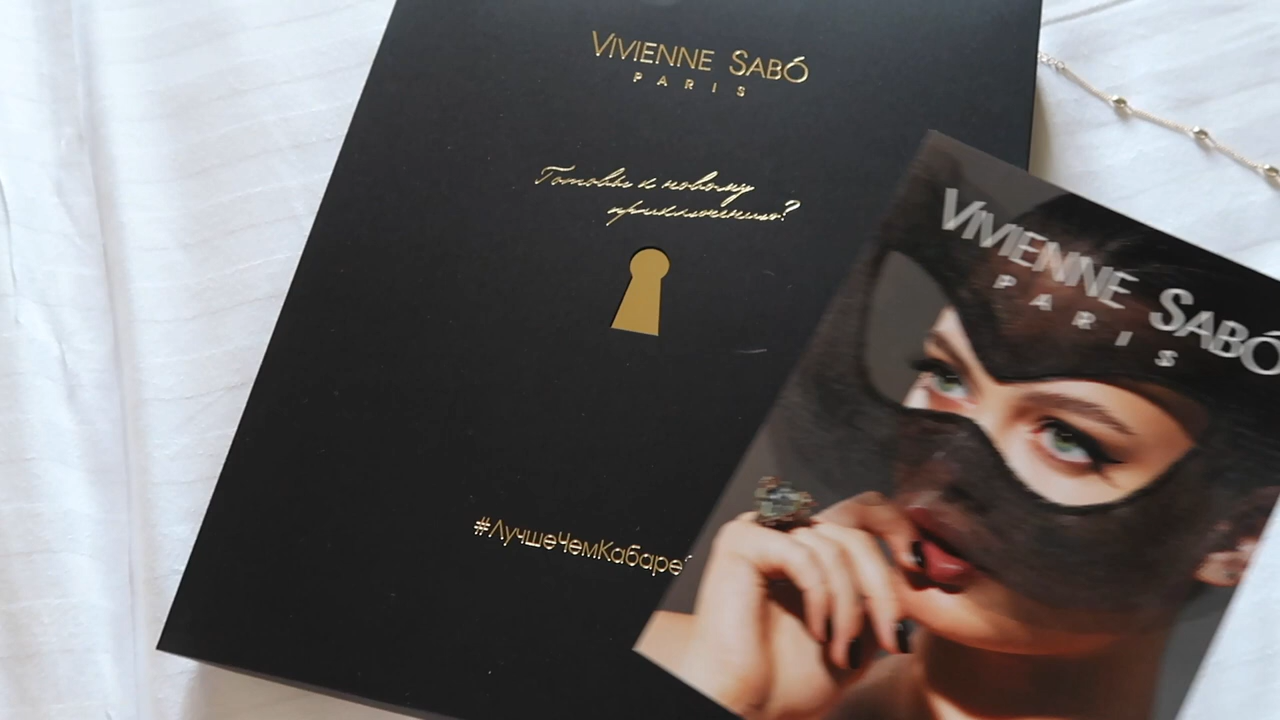 VIVIENNE SABÓ
PARIS
Готовы к новому
приключению?
#ЛучшеЧемКабаре?
VIVIENNE SABÓ
PARIS